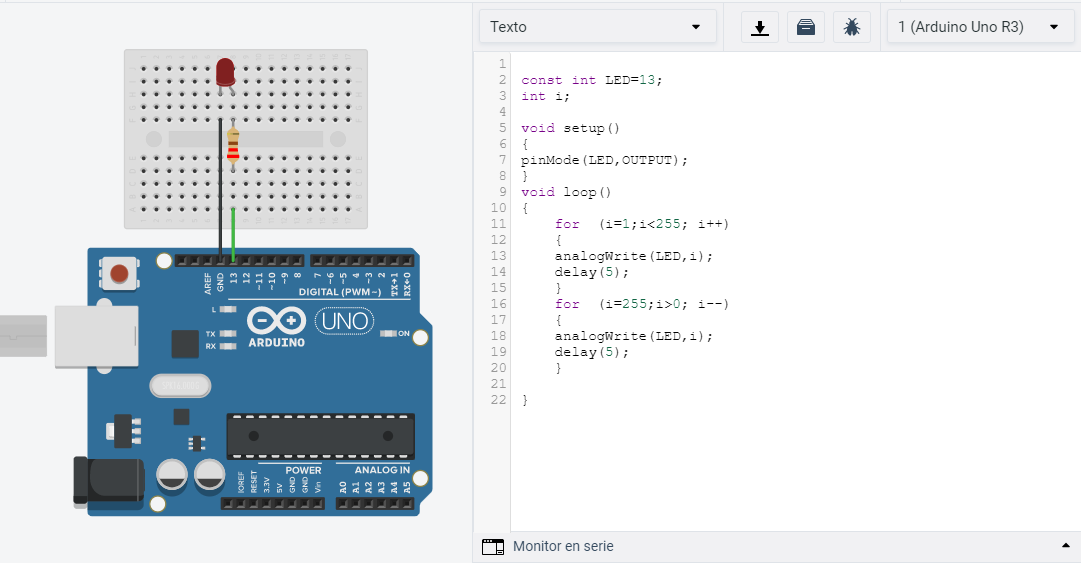 Texto
1 (Arduino Uno R3)
1
2 const int LED=13;
3 int i;
4
5 void setup()
6 {
7 pinMode(LED,OUTPUT);
8 }
9 void loop()
10 {
11 for (i=1;i<255; i++)
12 {
13 analogWrite(LED,i);
14 delay(5);
15 }
16 for (i=255;i>0; i--)
17 {
18 analogWrite(LED,i);
19 delay(5);
20 }
21
22 }
Monitor en serie
AREF
GND
13
12
~11
~10
~9
8
7
~6
~5
4
~3
2
TX→1
RX←0
DIGITAL (PWM~)
L
TX
RX
ARDUINO
UNO
ON
IOREF
RESET
3.3V
5V
GND
GND
Vin
POWER
ANALOG IN
A0
A1
A2
A3
A4
A5